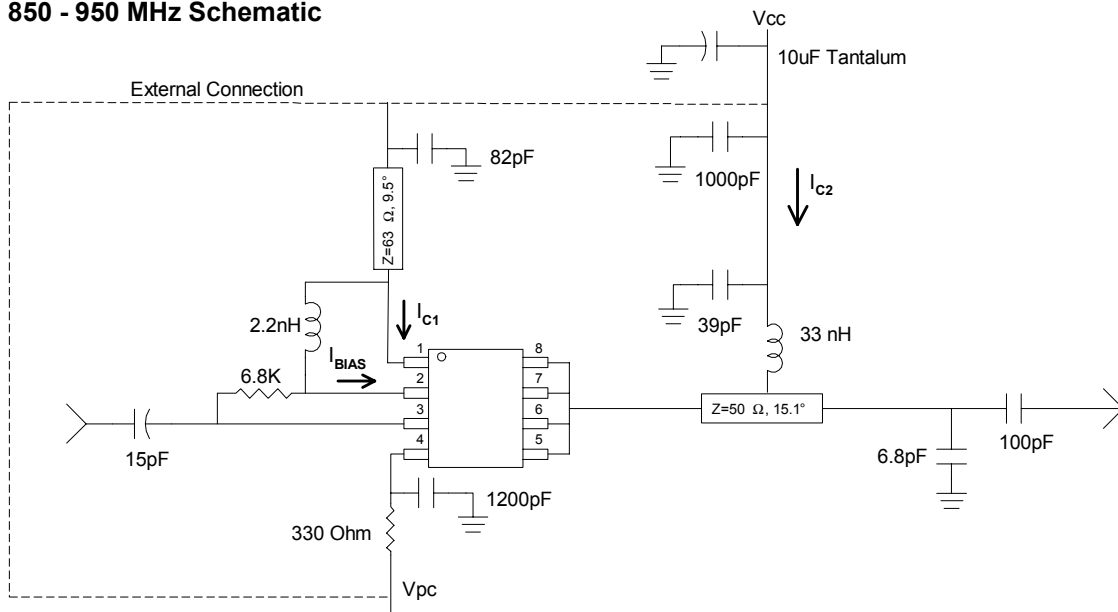 850 - 950 MHz Schematic
Vcc
10uF Tantalum
External Connection
82pF
1000pF
IC2
Z=63 Ω, 9.5°
39pF
33 nH
2.2nH
IC1
IBIAS
6.8K
1
2
3
4
8
7
6
5
Z=50 Ω, 15.1°
15pF
6.8pF
100pF
1200pF
330 Ohm
Vpc